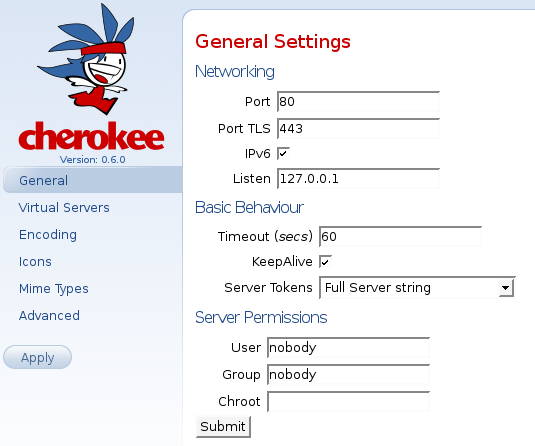 cherokee
Version: 0.6.0
General
Virtual Servers
Encoding
Icons
Mime Types
Advanced
Apply
General Settings
Networking
Port 80
Port TLS 443
IPv6
Listen 127.0.0.1
Basic Behaviour
Timeout (secs) 60
KeepAlive
Server Tokens Full Server string
Server Permissions
User nobody
Group nobody
Chroot
Submit